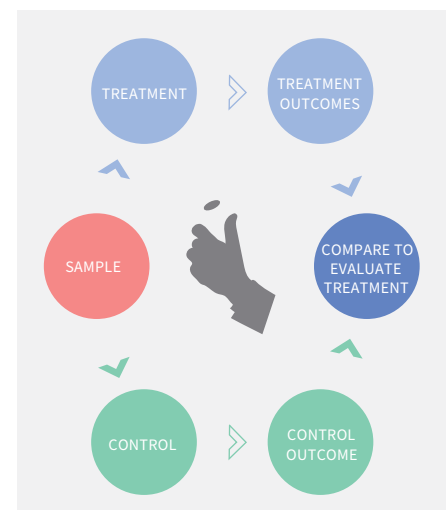 TREATMENT
TREATMENT
OUTCOMES
SAMPLE
COMPARE TO
EVALUATE
TREATMENT
CONTROL
CONTROL
OUTCOME